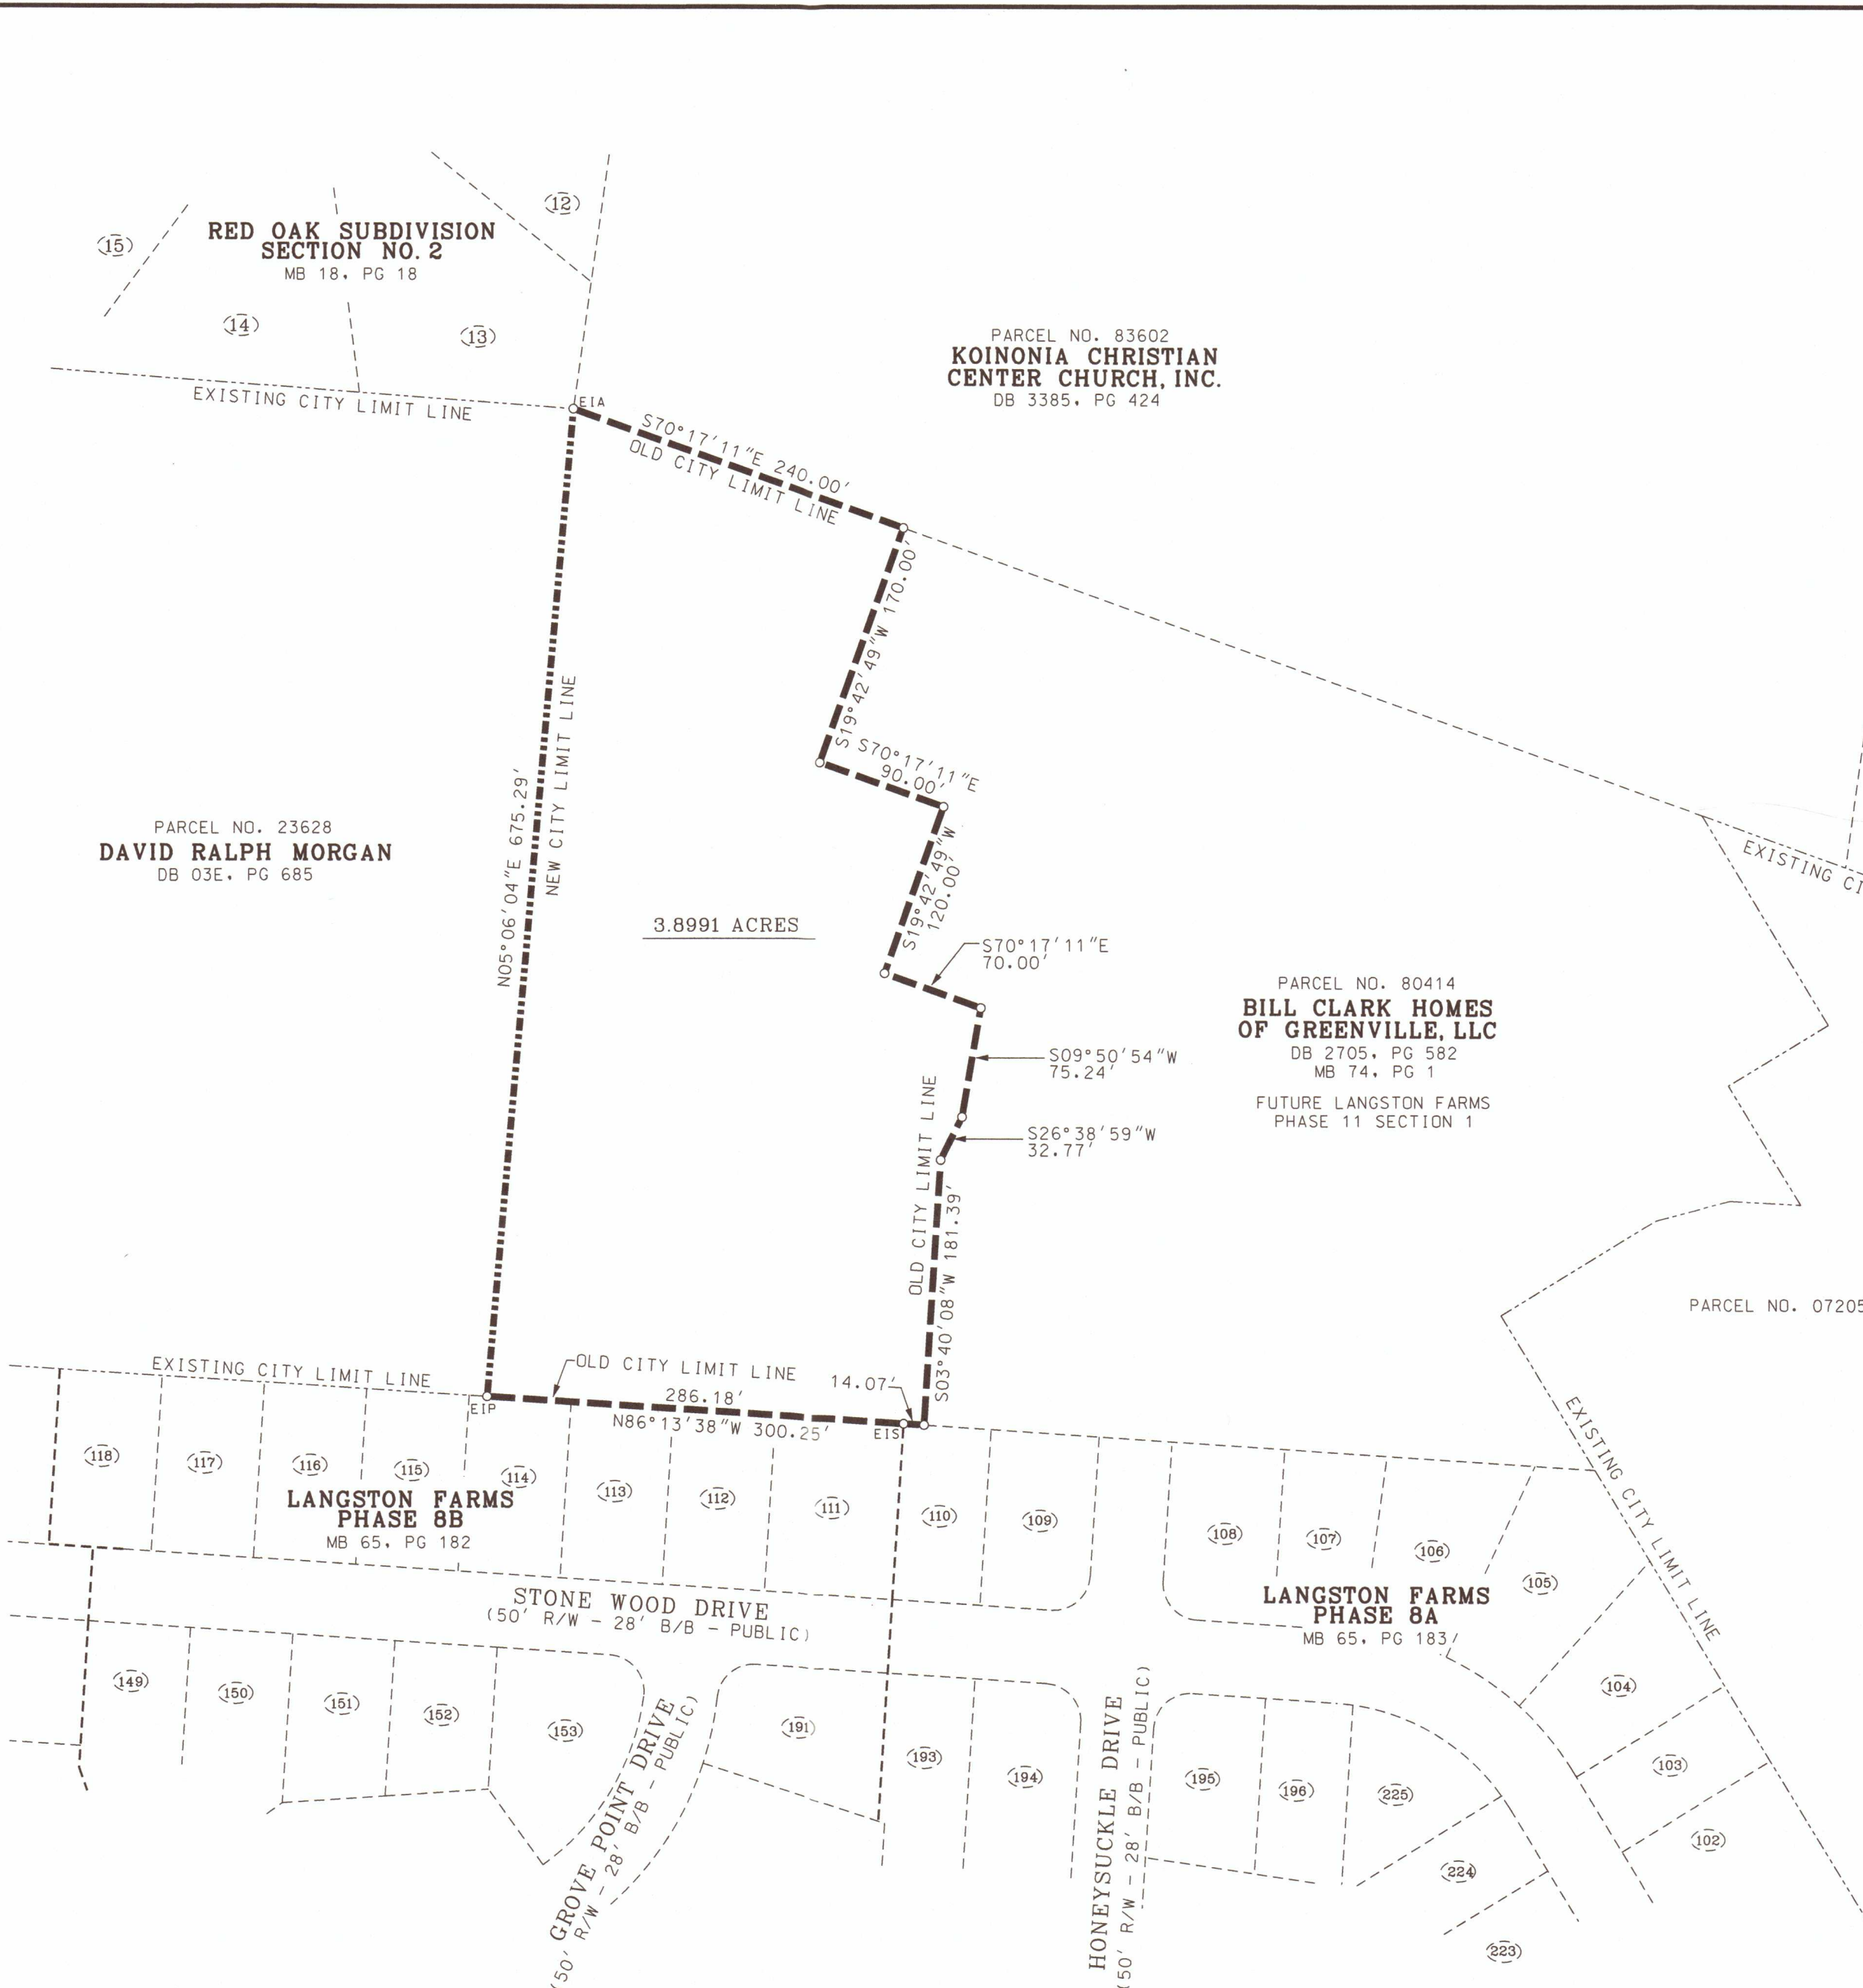 12
15
RED OAK SUBDIVISION
SECTION NO. 2
MB 18, PG 18
14
13
PARCEL NO. 83602
KOINONIA CHRISTIAN
CENTER CHURCH, INC.
DB 3385, PG 424
EXISTING CITY LIMIT LINE
EIA
S70°17'11"E 240.00'
OLD CITY LIMIT LINE
S19°42'49"W 170.00'
S70°17'11"E
90.00'
N05°06'04"E 675.29'
NEW CITY LIMIT LINE
PARCEL NO. 23628
DAVID RALPH MORGAN
DB 03E, PG 685
S19°42'49"W
120.00'
EXISTING CI
3.8991 ACRES
S70°17'11"E
70.00'
PARCEL NO. 80414
BILL CLARK HOMES
OF GREENVILLE, LLC
DB 2705, PG 582
MB 74, PG 1
FUTURE LANGSTON FARMS
PHASE 11 SECTION 1
S09°50'54"W
75.24'
S26°38'59"W
32.77'
OLD CITY LIMIT LINE
S03°40'08"W 181.39'
PARCEL NO. 07205
EXISTING CITY LIMIT LINE
OLD CITY LIMIT LINE
286.18'
14.07'
EIP
N86°13'38"W 300.25'
EIS
EXISTING CITY LIMIT LINE
118
117
116
115
114
113
112
111
110
109
108
107
106
105
LANGSTON FARMS
PHASE 8B
MB 65, PG 182
STONE WOOD DRIVE
(50' R/W - 28' B/B - PUBLIC)
LANGSTON FARMS
PHASE 8A
MB 65, PG 183
149
150
151
152
153
GROVE POINT DRIVE
(50' R/W - 28' B/B - PUBLIC)
191
193
194
HONEYSUCKLE DRIVE
(50' R/W - 28' B/B - PUBLIC)
195
196
225
104
103
102
224
223